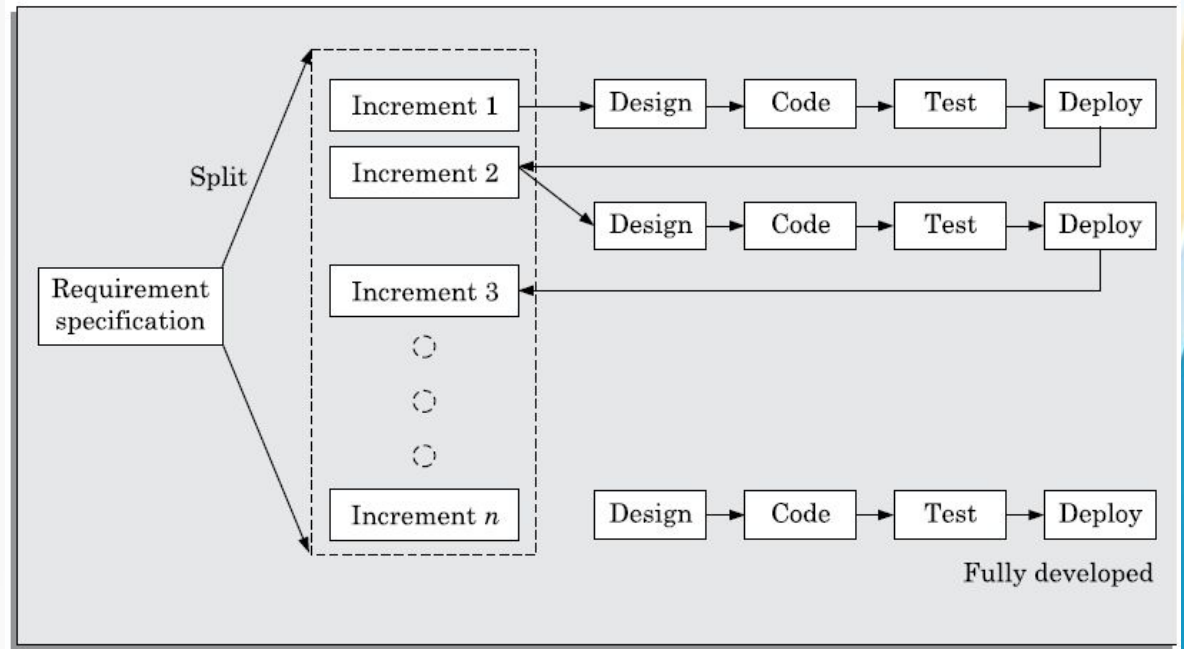 Increment 1
Design
Code
Test
Deploy
Split
Increment 2
Design
Code
Test
Deploy
Requirement
specification
Increment 3
Increment n
Design
Code
Test
Deploy
Fully developed